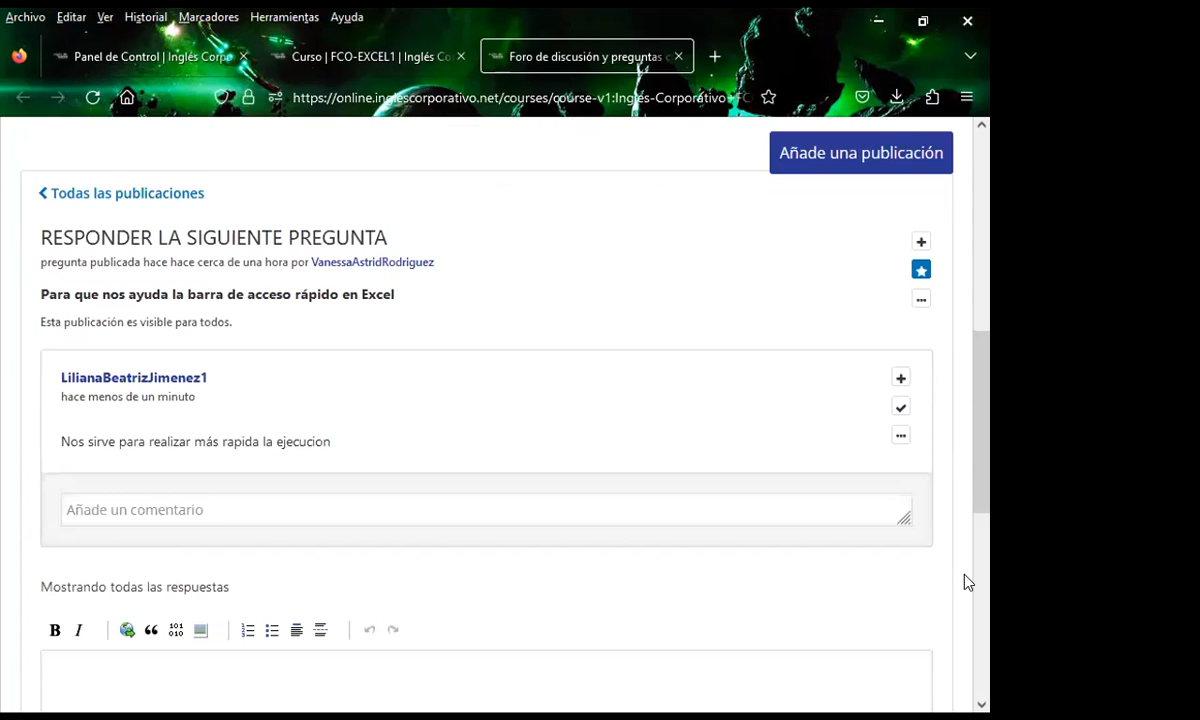 Archivo Editar Ver Historial Marcadores Herramientas Ayuda
Panel de Control | Inglés Corpo
Curso | FCO-EXCEL1 | Inglés Co
Foro de discusión y preguntas
https://online.inglescorporativo.net/courses/course-v1:Ingles-Corporativo
Añade una publicación
Todas las publicaciones
RESPONDER LA SIGUIENTE PREGUNTA
pregunta publicada hace hace cerca de una hora por VanessaAstridRodriguez
Para que nos ayuda la barra de acceso rápido en Excel
Esta publicación es visible para todos.
LilianaBeatrizJimenez1
hace menos de un minuto
Nos sirve para realizar más rapida la ejecucion
Añade un comentario
Mostrando todas las respuestas
B I